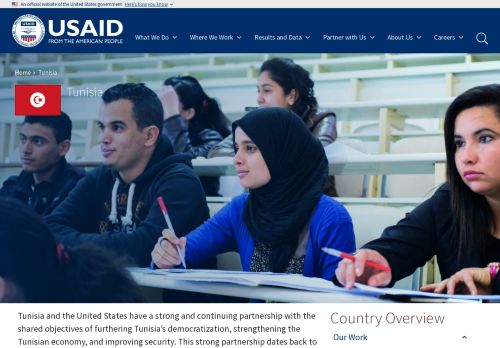 An official website of the United States government Here's how you know
USAID
FROM THE AMERICAN PEOPLE
What We Do Where We Work Results and Data Partner with Us About Us Careers
Home › Tunisia
Tunisia
Tunisia and the United States have a strong and continuing partnership with the
shared objectives of furthering Tunisia's democratization, strengthening the
Tunisian economy, and improving security. This strong partnership dates back to
Country Overview
Our Work